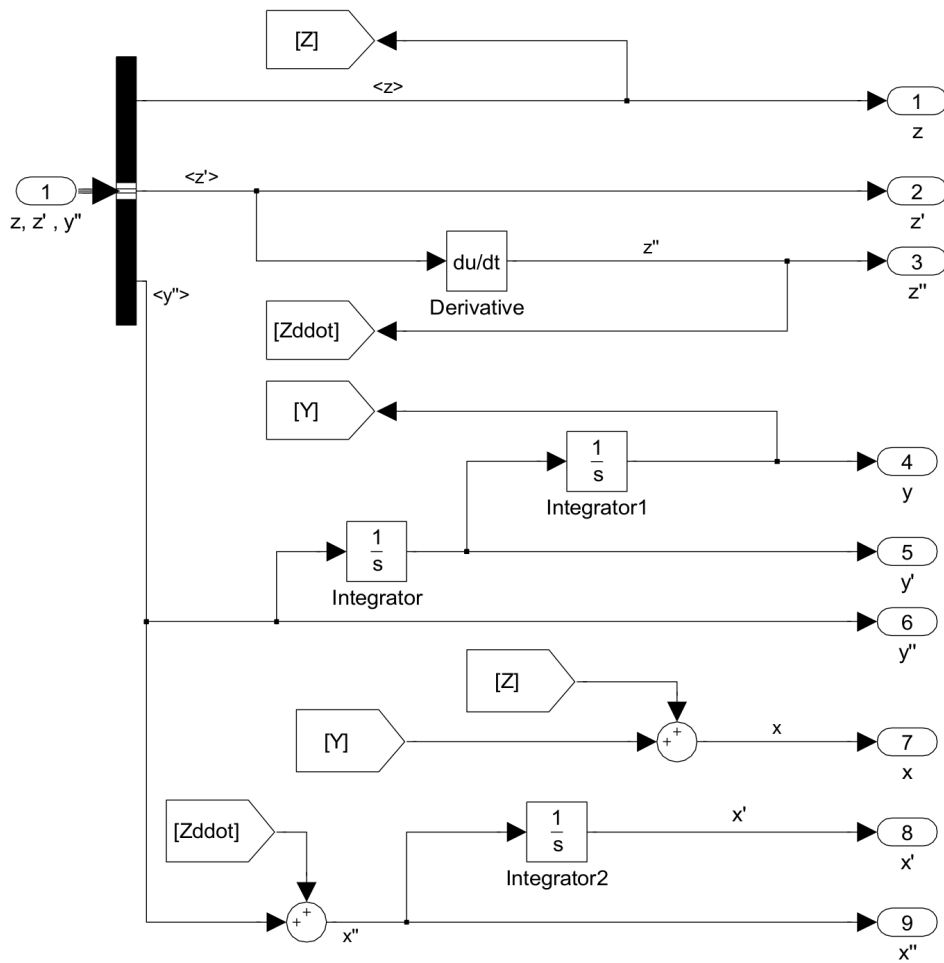 [Z]
<z>
1
z
1
z, z' , y"
<z'>
2
z'
du/dt
Derivative
z"
3
z"
<y">
[Zddot]
[Y]
1
s
Integrator1
4
y
1
s
Integrator
5
y'
6
y"
[Z]
[Y]
+
+
x
7
x
[Zddot]
1
s
Integrator2
x'
8
x'
+
+
x"
9
x"